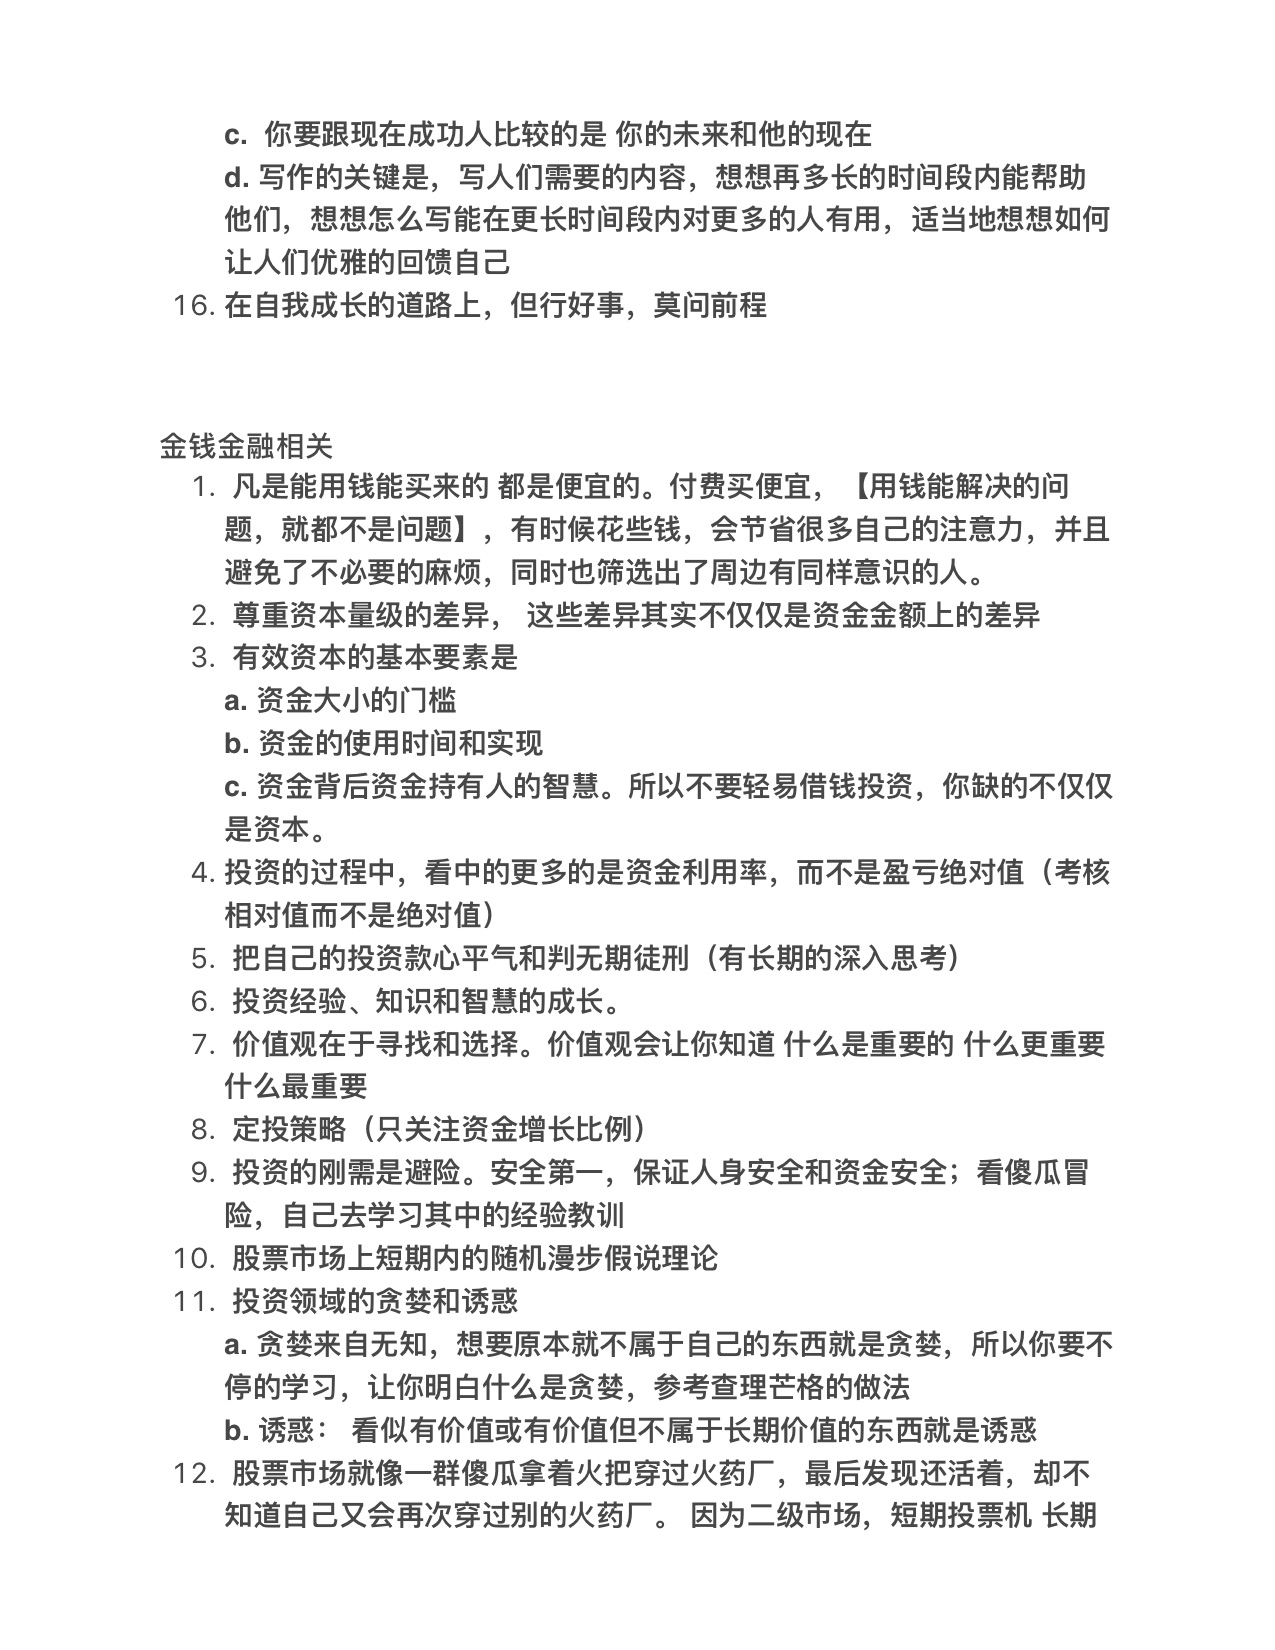 c. 你要跟现在成功人比较的是 你的未来和他的现在
d. 写作的关键是，写人们需要的内容，想想再多长的时间段内能帮助
他们，想想怎么写能在更长时间段内对更多的人有用，适当地想想如何
让人们优雅的回馈自己
16. 在自我成长的道路上，但行好事，莫问前程
金钱金融相关
1. 凡是能用钱能买来的 都是便宜的。付费买便宜，【用钱能解决的问
题，就都不是问题】，有时候花些钱，会节省很多自己的注意力，并且
避免了不必要的麻烦，同时也筛选出了周边有同样意识的人。
2. 尊重资本量级的差异， 这些差异其实不仅仅是资金金额上的差异
3. 有效资本的基本要素是
a. 资金大小的门槛
b. 资金的使用时间和实现
c. 资金背后资金持有人的智慧。所以不要轻易借钱投资，你缺的不仅仅
是资本。
4. 投资的过程中，看中的更多的是资金利用率，而不是盈亏绝对值（考核
相对值而不是绝对值）
5. 把自己的投资款心平气和判无期徒刑（有长期的深入思考）
6. 投资经验、知识和智慧的成长。
7. 价值观在于寻找和选择。价值观会让你知道 什么是重要的 什么更重要
什么最重要
8. 定投策略（只关注资金增长比例）
9. 投资的刚需是避险。安全第一，保证人身安全和资金安全；看傻瓜冒
险，自己去学习其中的经验教训
10. 股票市场上短期内的随机漫步假说理论
11. 投资领域的贪婪和诱惑
a. 贪婪来自无知，想要原本就不属于自己的东西就是贪婪，所以你要不
停的学习，让你明白什么是贪婪，参考查理芒格的做法
b. 诱惑： 看似有价值或有价值但不属于长期价值的东西就是诱惑
12. 股票市场就像一群傻瓜拿着火把穿过火药厂，最后发现还活着，却不
知道自己又会再次穿过别的火药厂。 因为二级市场，短期投票机 长期